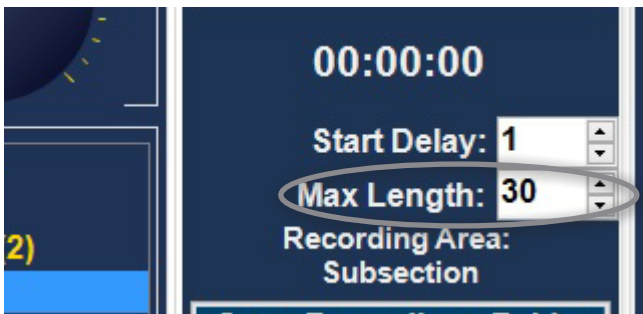 00:00:00
Start Delay: 1
Max Length: 30
Recording Area:
Subsection
(2)